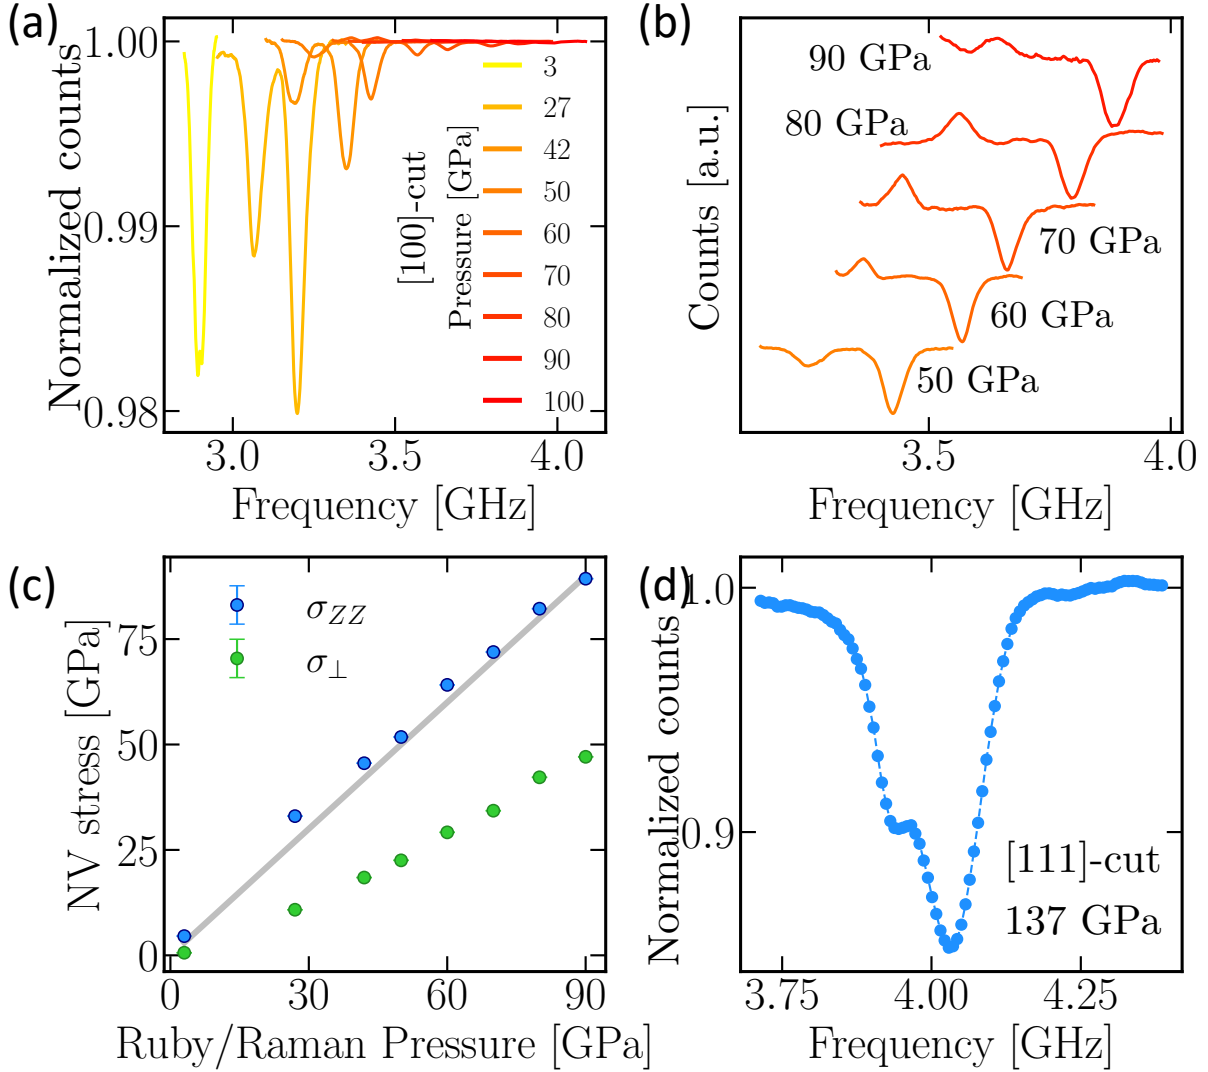 (a)
1.00
0.99
0.98
Normalized counts
3.0
3.5
4.0
Frequency [GHz]
[100]-cut
Pressure [GPa]
3
27
42
50
60
70
80
90
100
(b)
Counts [a.u.]
90 GPa
80 GPa
70 GPa
60 GPa
50 GPa
3.5
4.0
Frequency [GHz]
(c)
NV stress [GPa]
75
50
25
0
σ_ZZ
σ_⊥
0
30
60
90
Ruby/Raman Pressure [GPa]
(d)
Normalized counts
1.0
0.9
[111]-cut
137 GPa
3.75
4.00
4.25
Frequency [GHz]